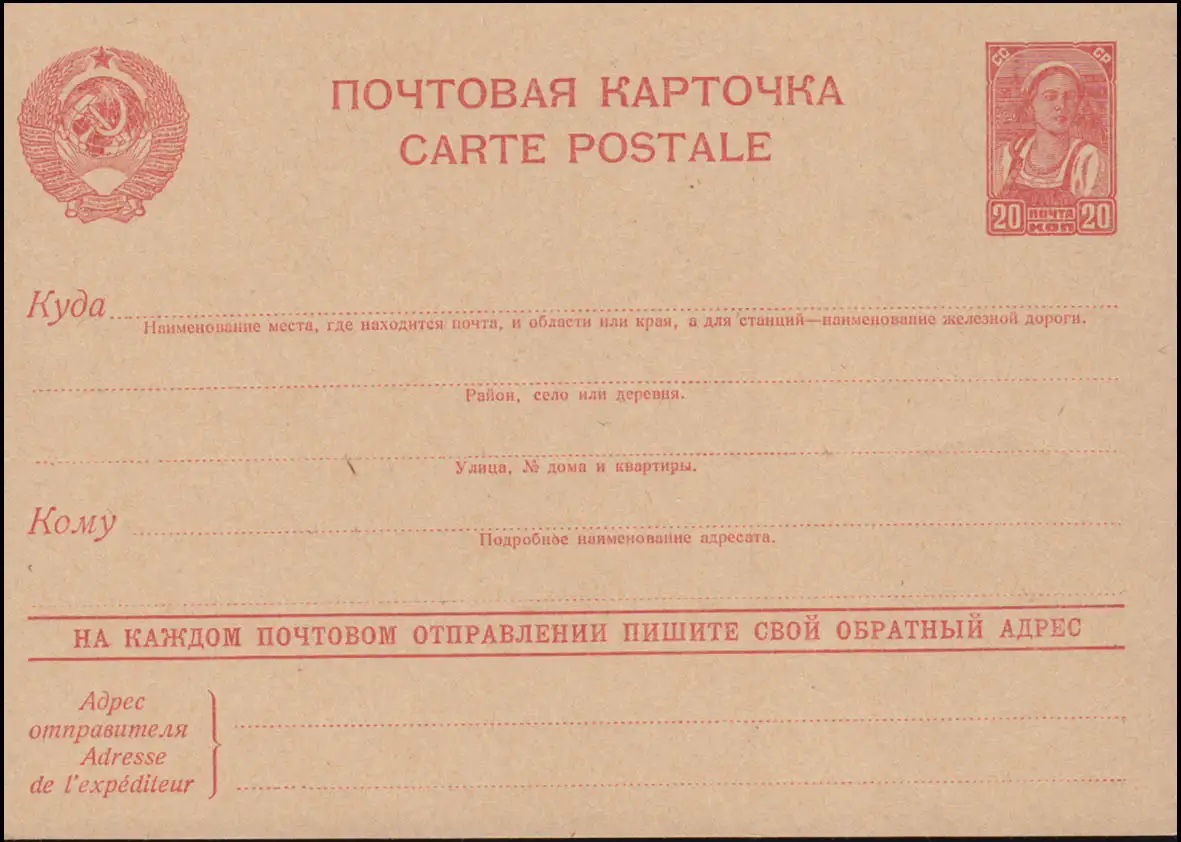 ПОЧТОВАЯ КАРТОЧКА
CARTE POSTALE
СС СР
20 ПОЧТА КОП 20
Куда
Наименование места, где находится почта, и области или края, а для станций—наименование железной дороги.
Район, село или деревня.
Улица, № дома и квартиры.
Кому
Подробное наименование адресата.
НА КАЖДОМ ПОЧТОВОМ ОТПРАВЛЕНИИ ПИШИТЕ СВОЙ ОБРАТНЫЙ АДРЕС
Адрес
отправителя
Adresse
de l'expéditeur